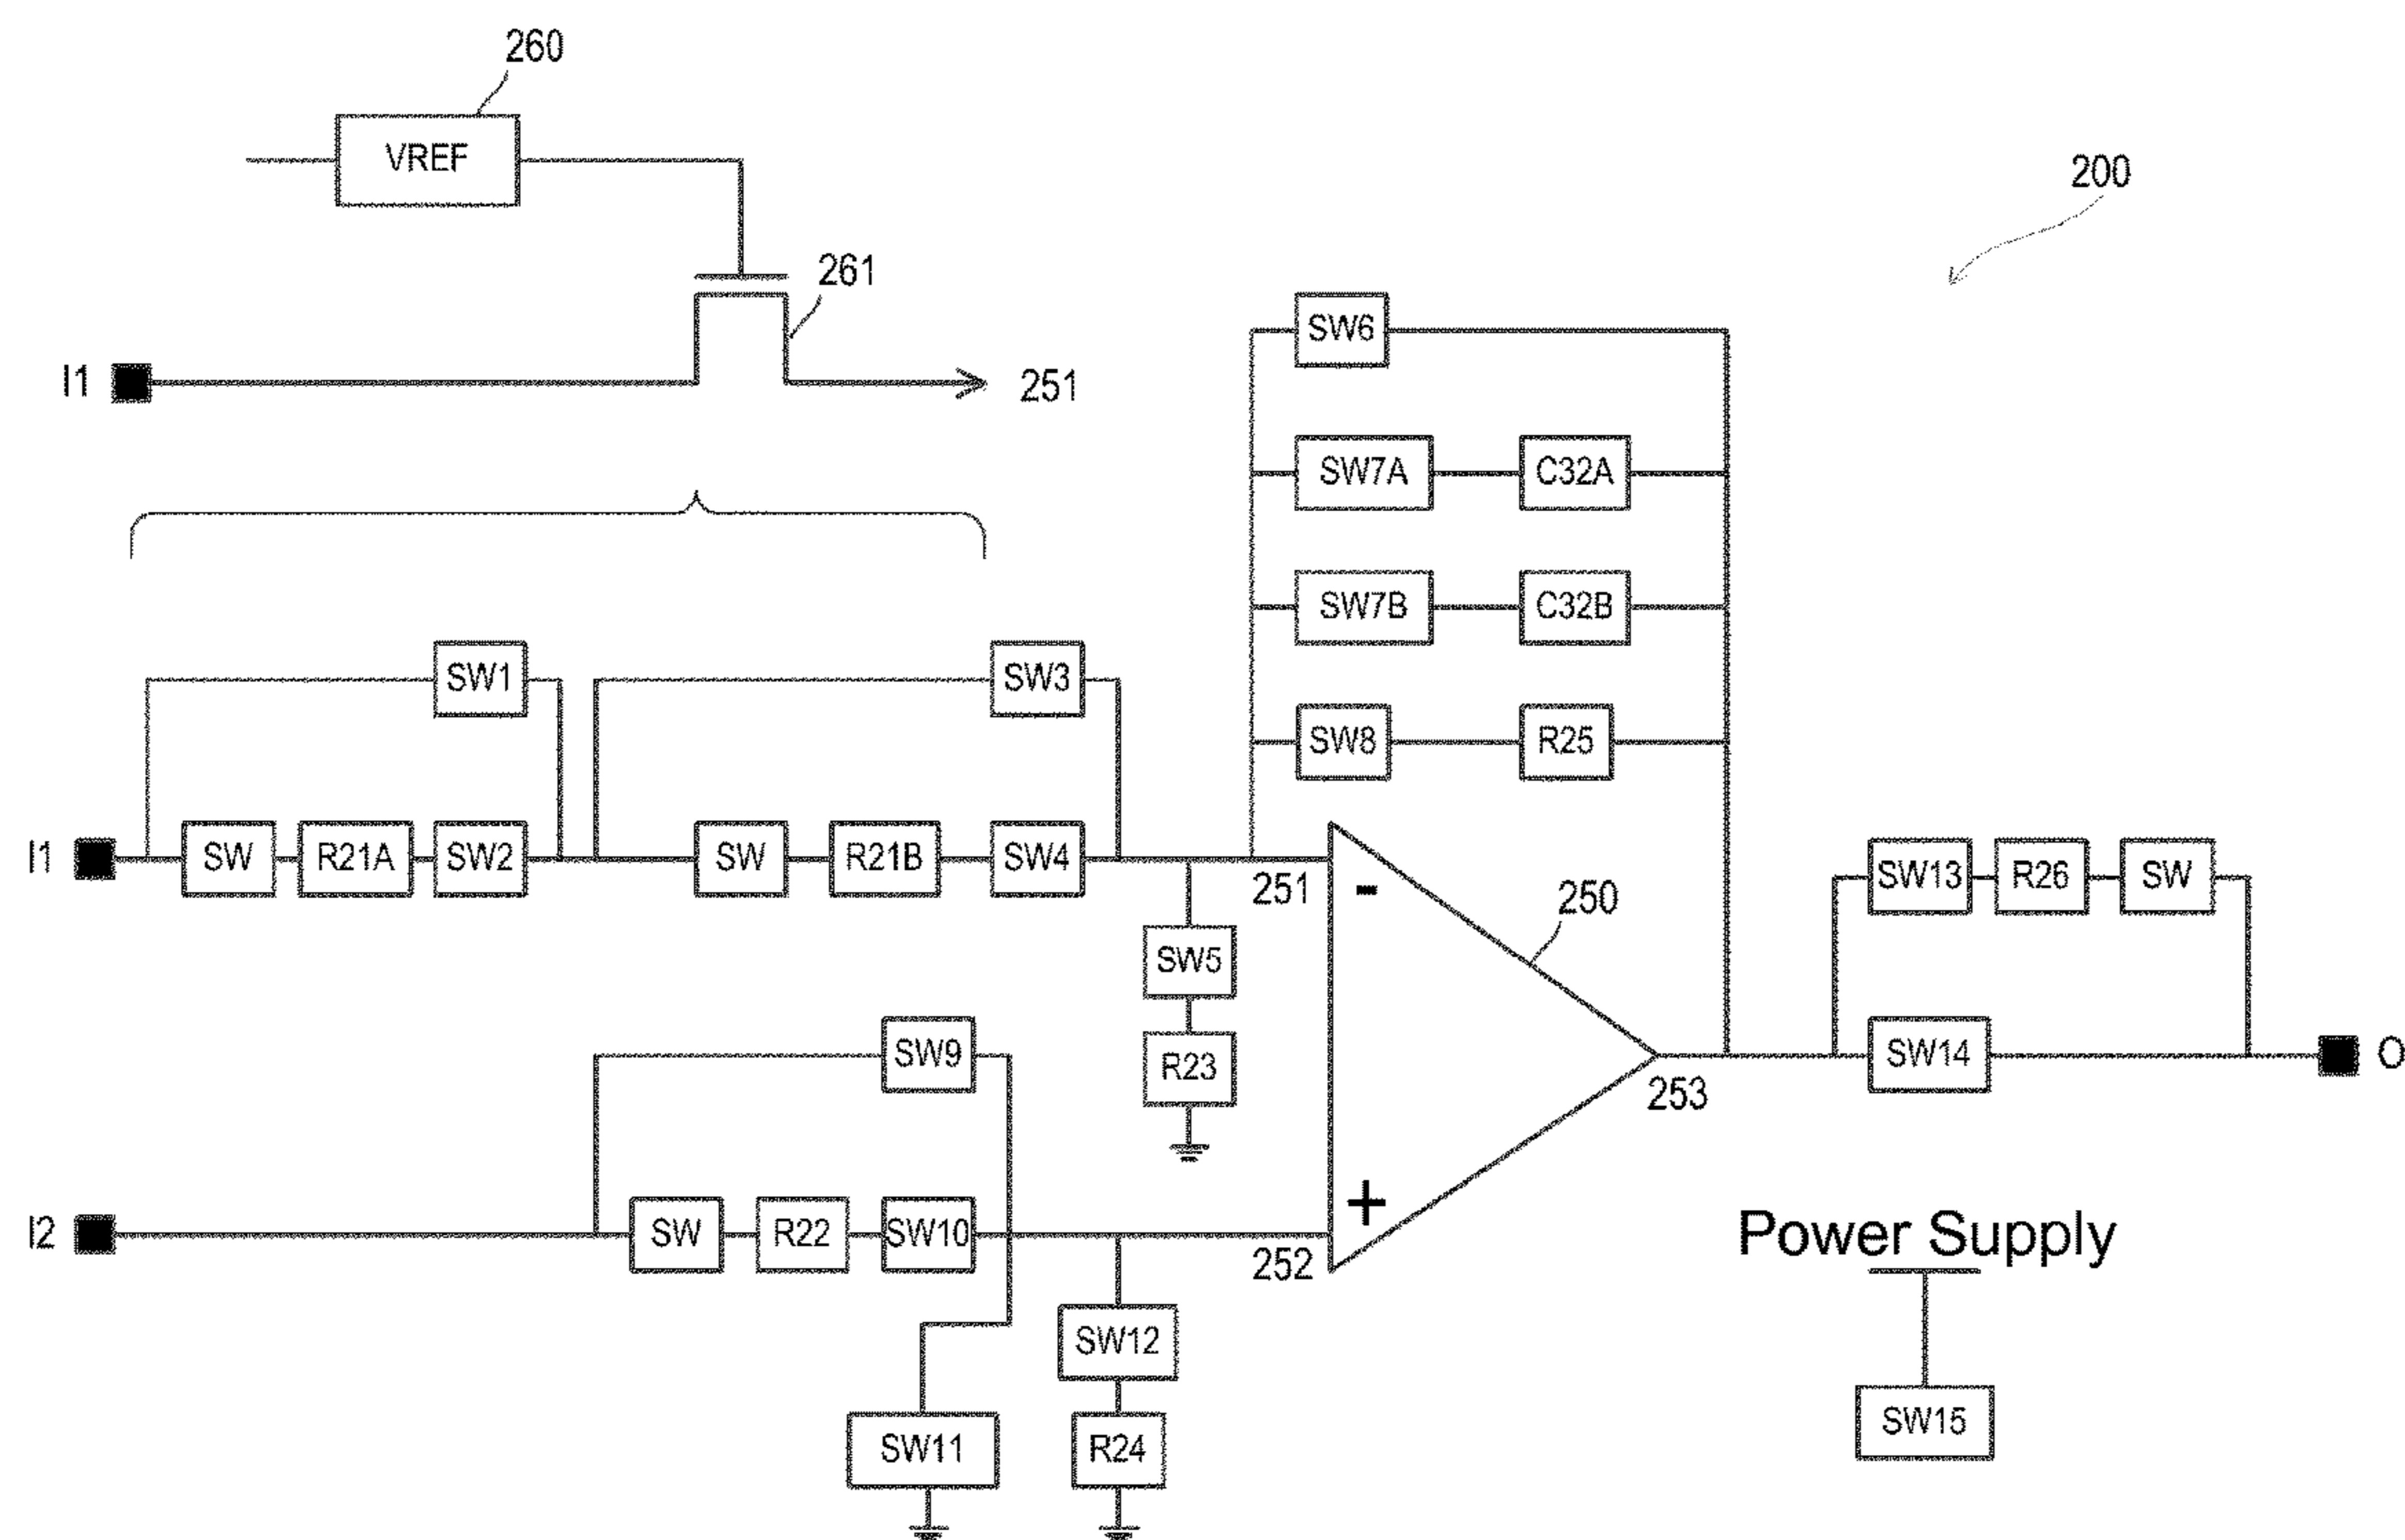 260
VREF
200
261
I1
251
SW6
SW7A
C32A
SW7B
C32B
SW1
SW3
SW8
R25
I1
SW
R21A
SW2
SW
R21B
SW4
251
-
250
SW13
R26
SW
SW5
SW9
R23
253
SW14
O
I2
SW
R22
SW10
252
+
Power Supply
SW12
SW11
R24
SW15